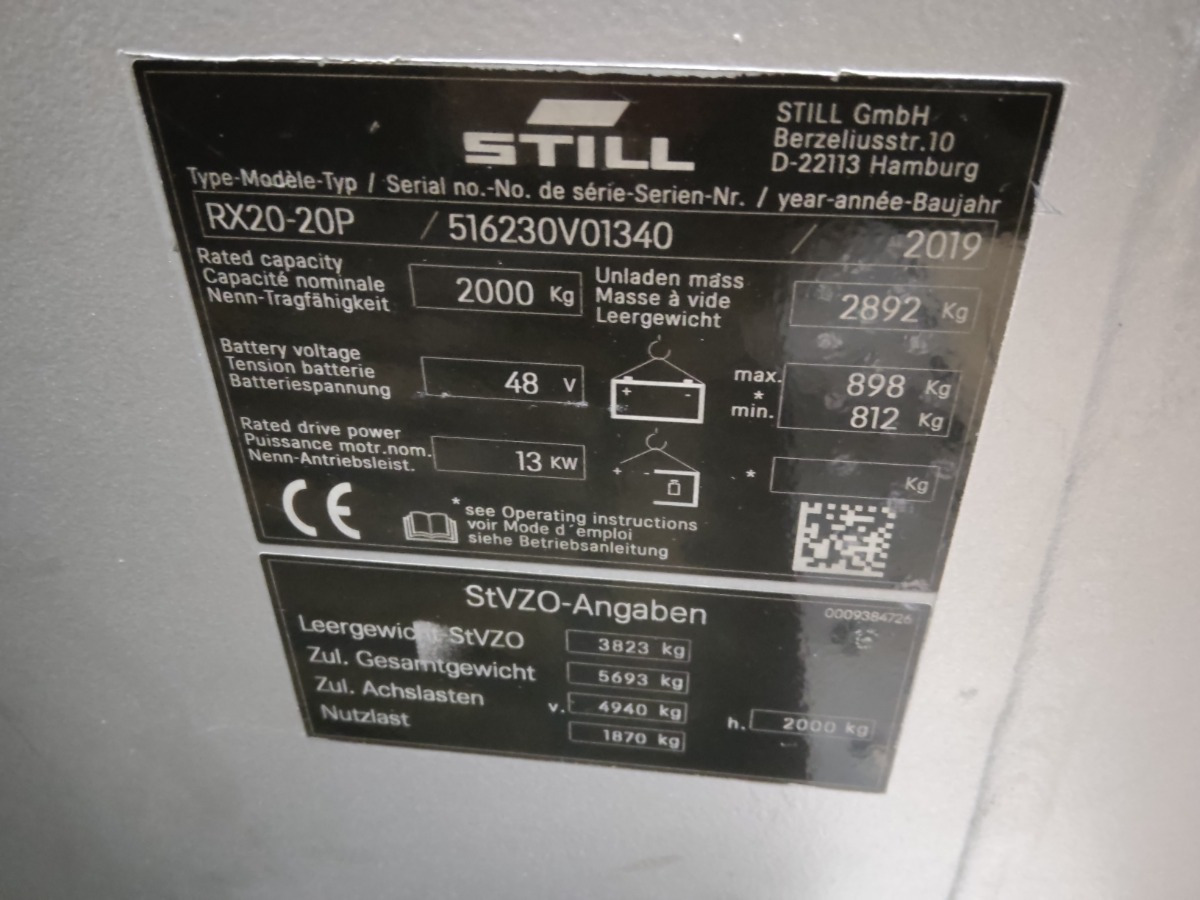 STILL
STILL GmbH
Berzeliusstr.10
D-22113 Hamburg
Type-Modèle-Typ / Serial no.-No. de série-Serien-Nr. / year-année-Baujahr
RX20-20P / 516230V01340 / 2019
Rated capacity
Capacité nominale
Nenn-Tragfähigkeit
2000 Kg
Unladen mass
Masse à vide
Leergewicht
2892 Kg
Battery voltage
Tension batterie
Batteriespannung
48 V
+ -
max. 898 Kg
*
min. 812 Kg
Rated drive power
Puissance motr.nom.
Nenn-Antriebsleist.
13 KW
+ -
* Kg
CE
* see Operating instructions
voir Mode d´emploi
siehe Betriebsanleitung
StVZO-Angaben
0009384726
Leergewicht-StVZO 3823 kg
Zul. Gesamtgewicht 5693 kg
Zul. Achslasten v. 4940 kg h. 2000 kg
Nutzlast 1870 kg